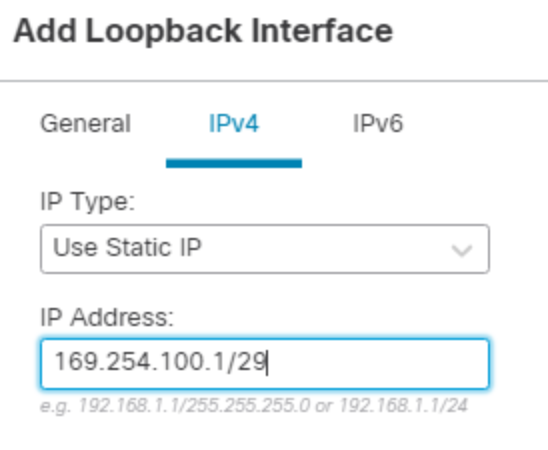 Add Loopback Interface
General IPv4 IPv6
IP Type:
Use Static IP
IP Address:
169.254.100.1/29
e.g. 192.168.1.1/255.255.255.0 or 192.168.1.1/24